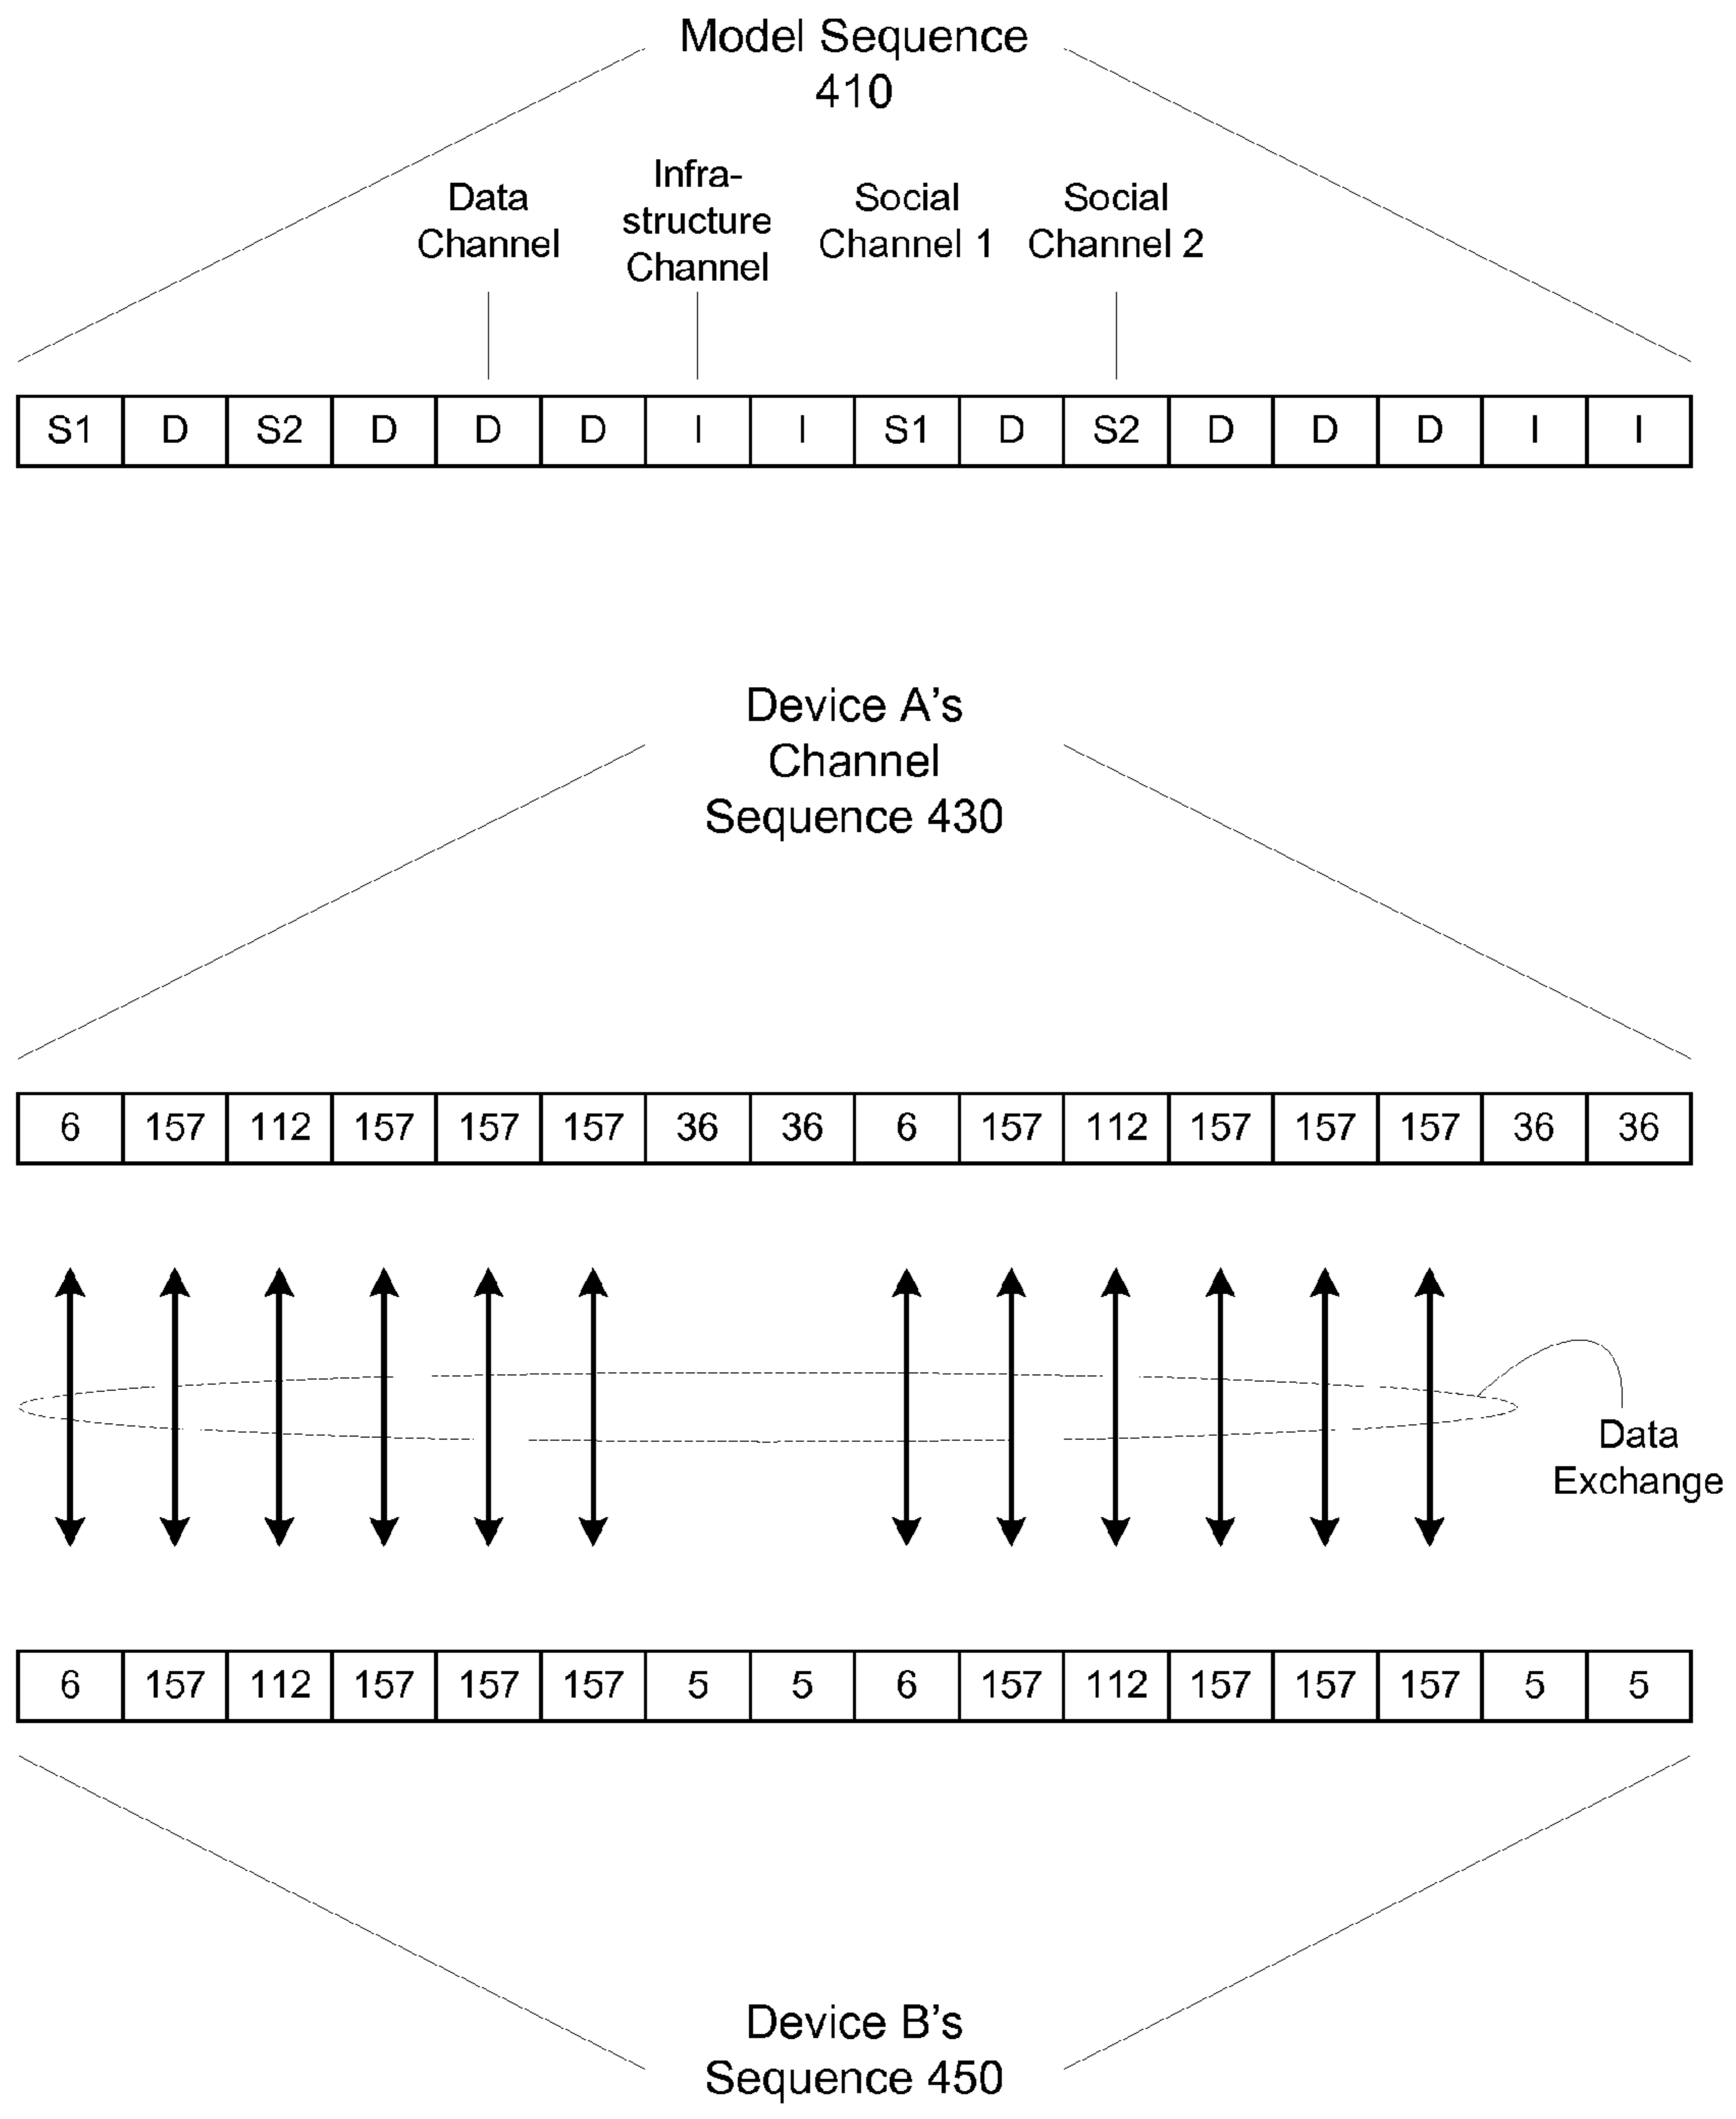 Model Sequence
410
Data
Channel
Infra-
structure
Channel
Social
Channel 1
Social
Channel 2
S1 D S2 D D D I I S1 D S2 D D D I I
Device A's
Channel
Sequence 430
6 157 112 157 157 157 36 36 6 157 112 157 157 157 36 36
Data
Exchange
6 157 112 157 157 157 5 5 6 157 112 157 157 157 5 5
Device B's
Sequence 450